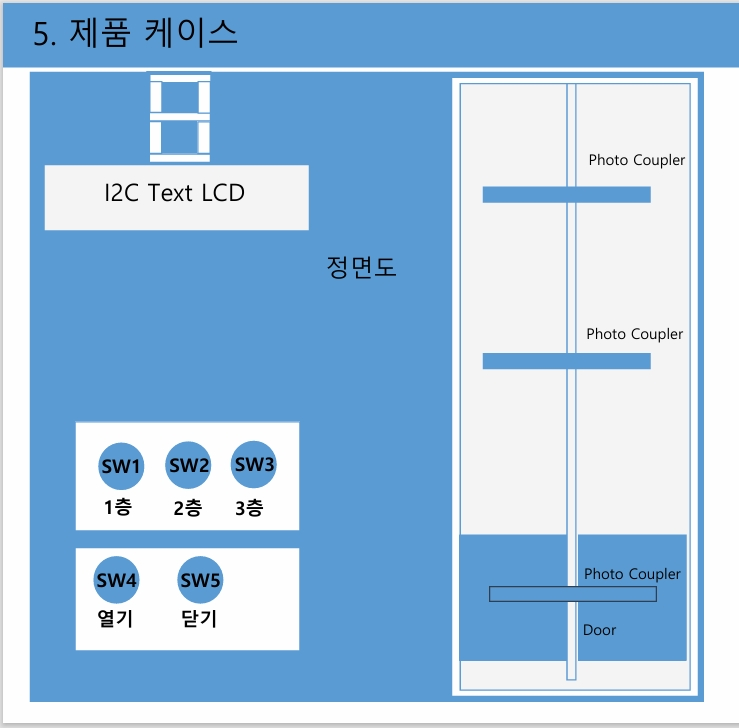 5. 제품 케이스
I2C Text LCD
정면도
Photo Coupler
Photo Coupler
SW1 SW2 SW3
1층 2층 3층
SW4 SW5
열기 닫기
Photo Coupler
Door